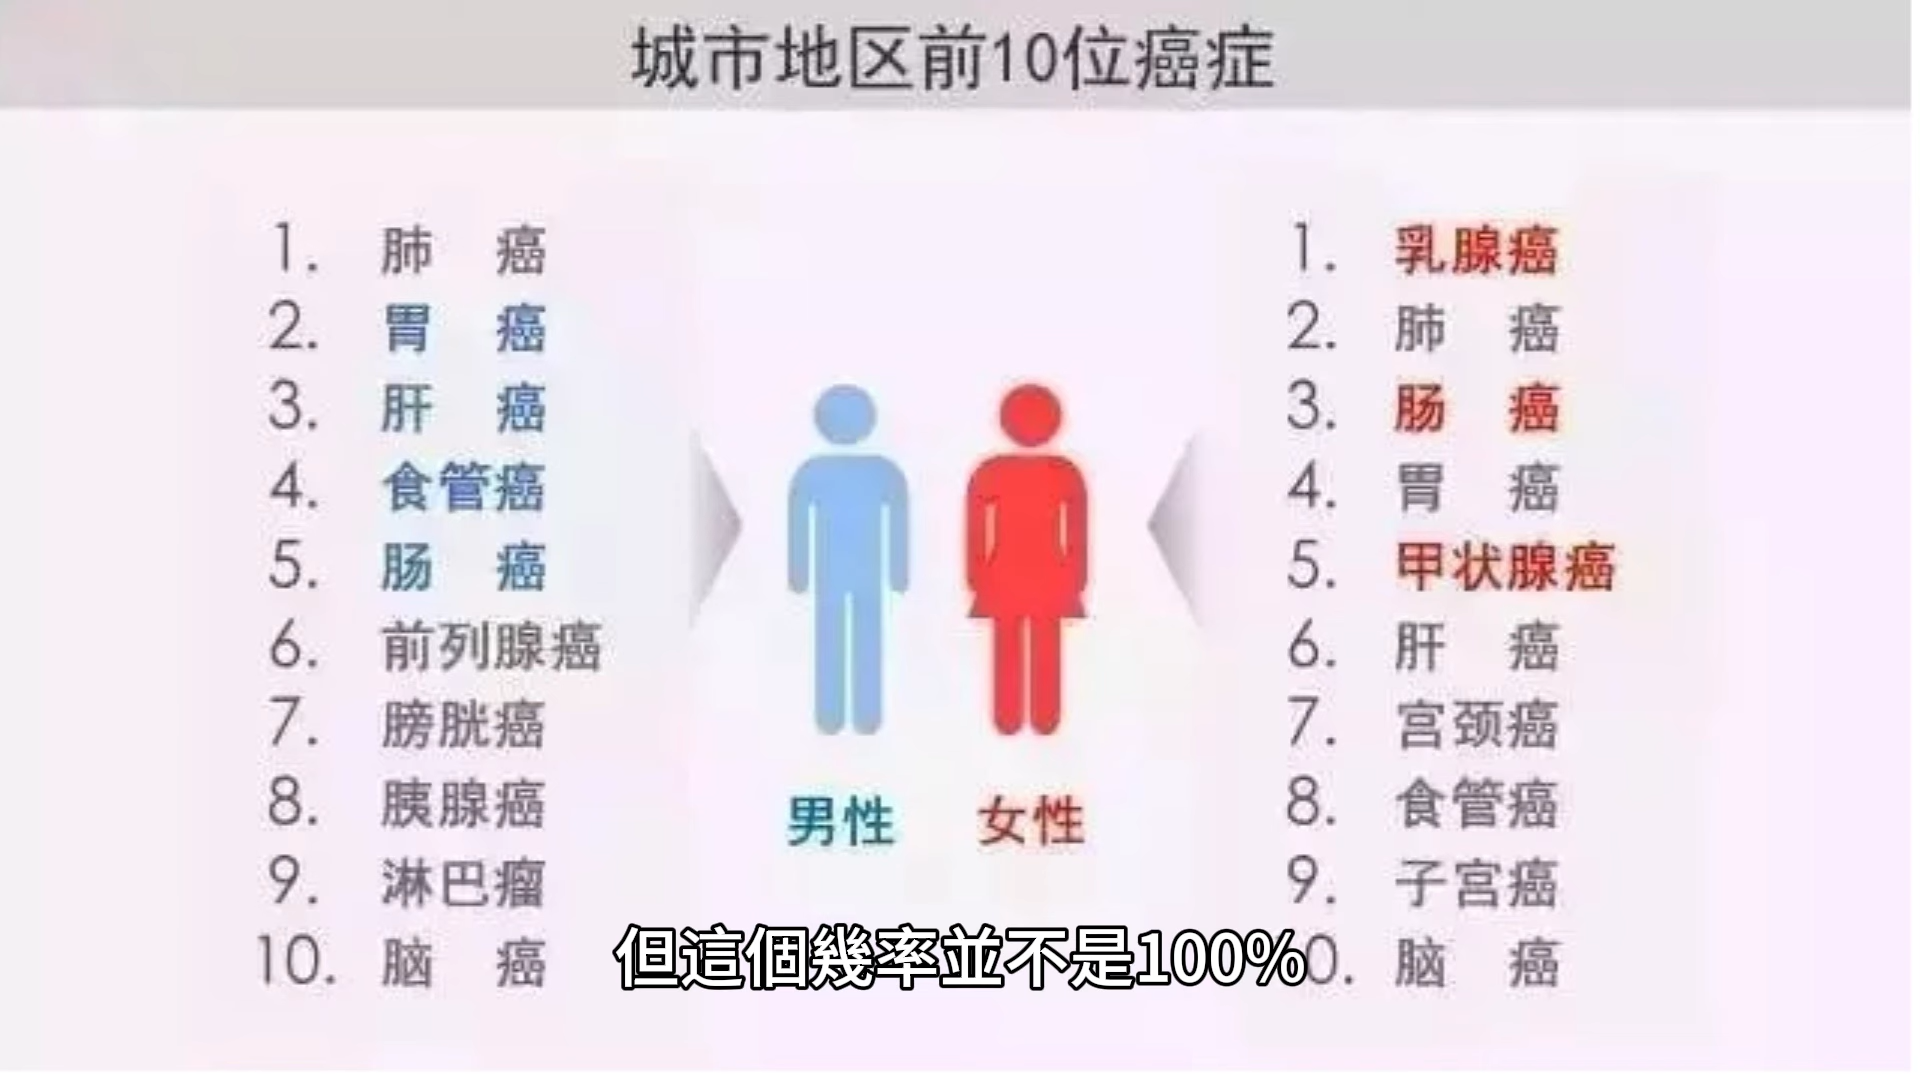 城市地区前10位癌症
1. 肺 癌
2. 胃 癌
3. 肝 癌
4. 食管癌
5. 肠 癌
6. 前列腺癌
7. 膀胱癌
8. 胰腺癌
9. 淋巴瘤
10. 脑 癌
男性
女性
1. 乳腺癌
2. 肺 癌
3. 肠 癌
4. 胃 癌
5. 甲状腺癌
6. 肝 癌
7. 宫颈癌
8. 食管癌
9. 子宫癌
0. 脑 癌
但這個幾率並不是100%